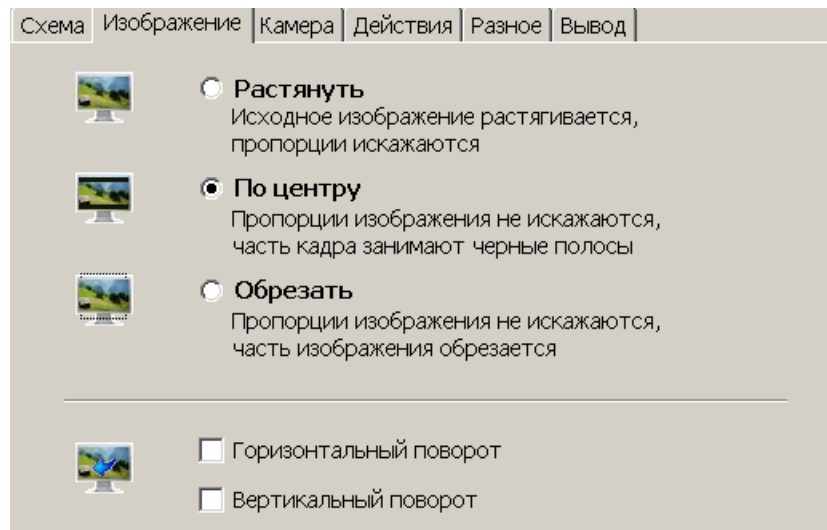 Схема Изображение Камера Действия Разное Вывод
Растянуть
Исходное изображение растягивается,
пропорции искажаются
По центру
Пропорции изображения не искажаются,
часть кадра занимают черные полосы
Обрезать
Пропорции изображения не искажаются,
часть изображения обрезается
Горизонтальный поворот
Вертикальный поворот